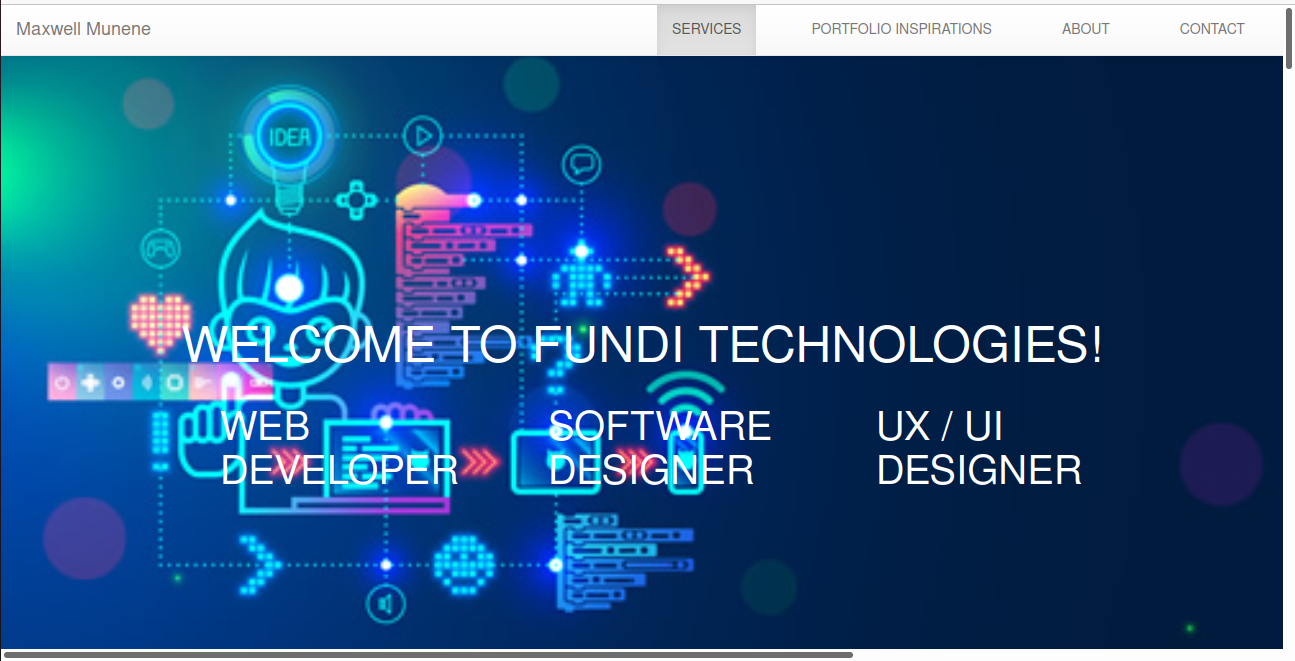 Maxwell Munene
SERVICES
PORTFOLIO INSPIRATIONS
ABOUT
CONTACT
IDEA
WELCOME TO FUNDI TECHNOLOGIES!
WEB
DEVELOPER
SOFTWARE
DESIGNER
UX / UI
DESIGNER